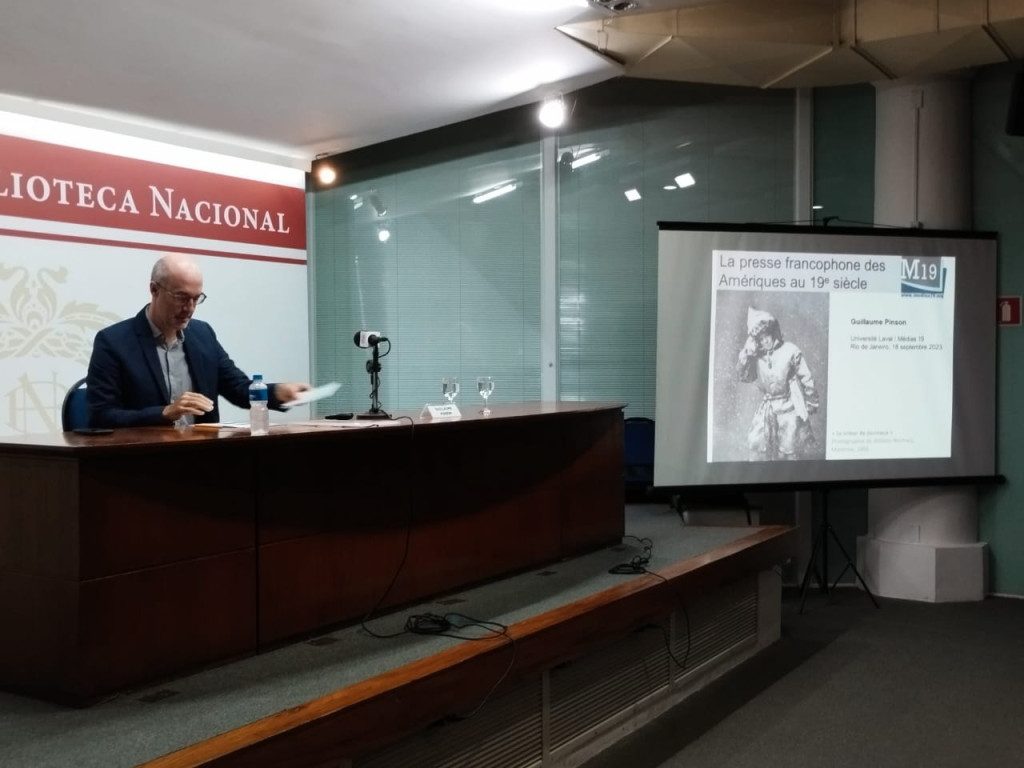 LIOTECA NACIONAL
La presse francophone des
Amériques au 19e siècle
M19
Guillaume Pinson
Université Laval / Médias 19
Rio de Janeiro, 18 septembre 2023